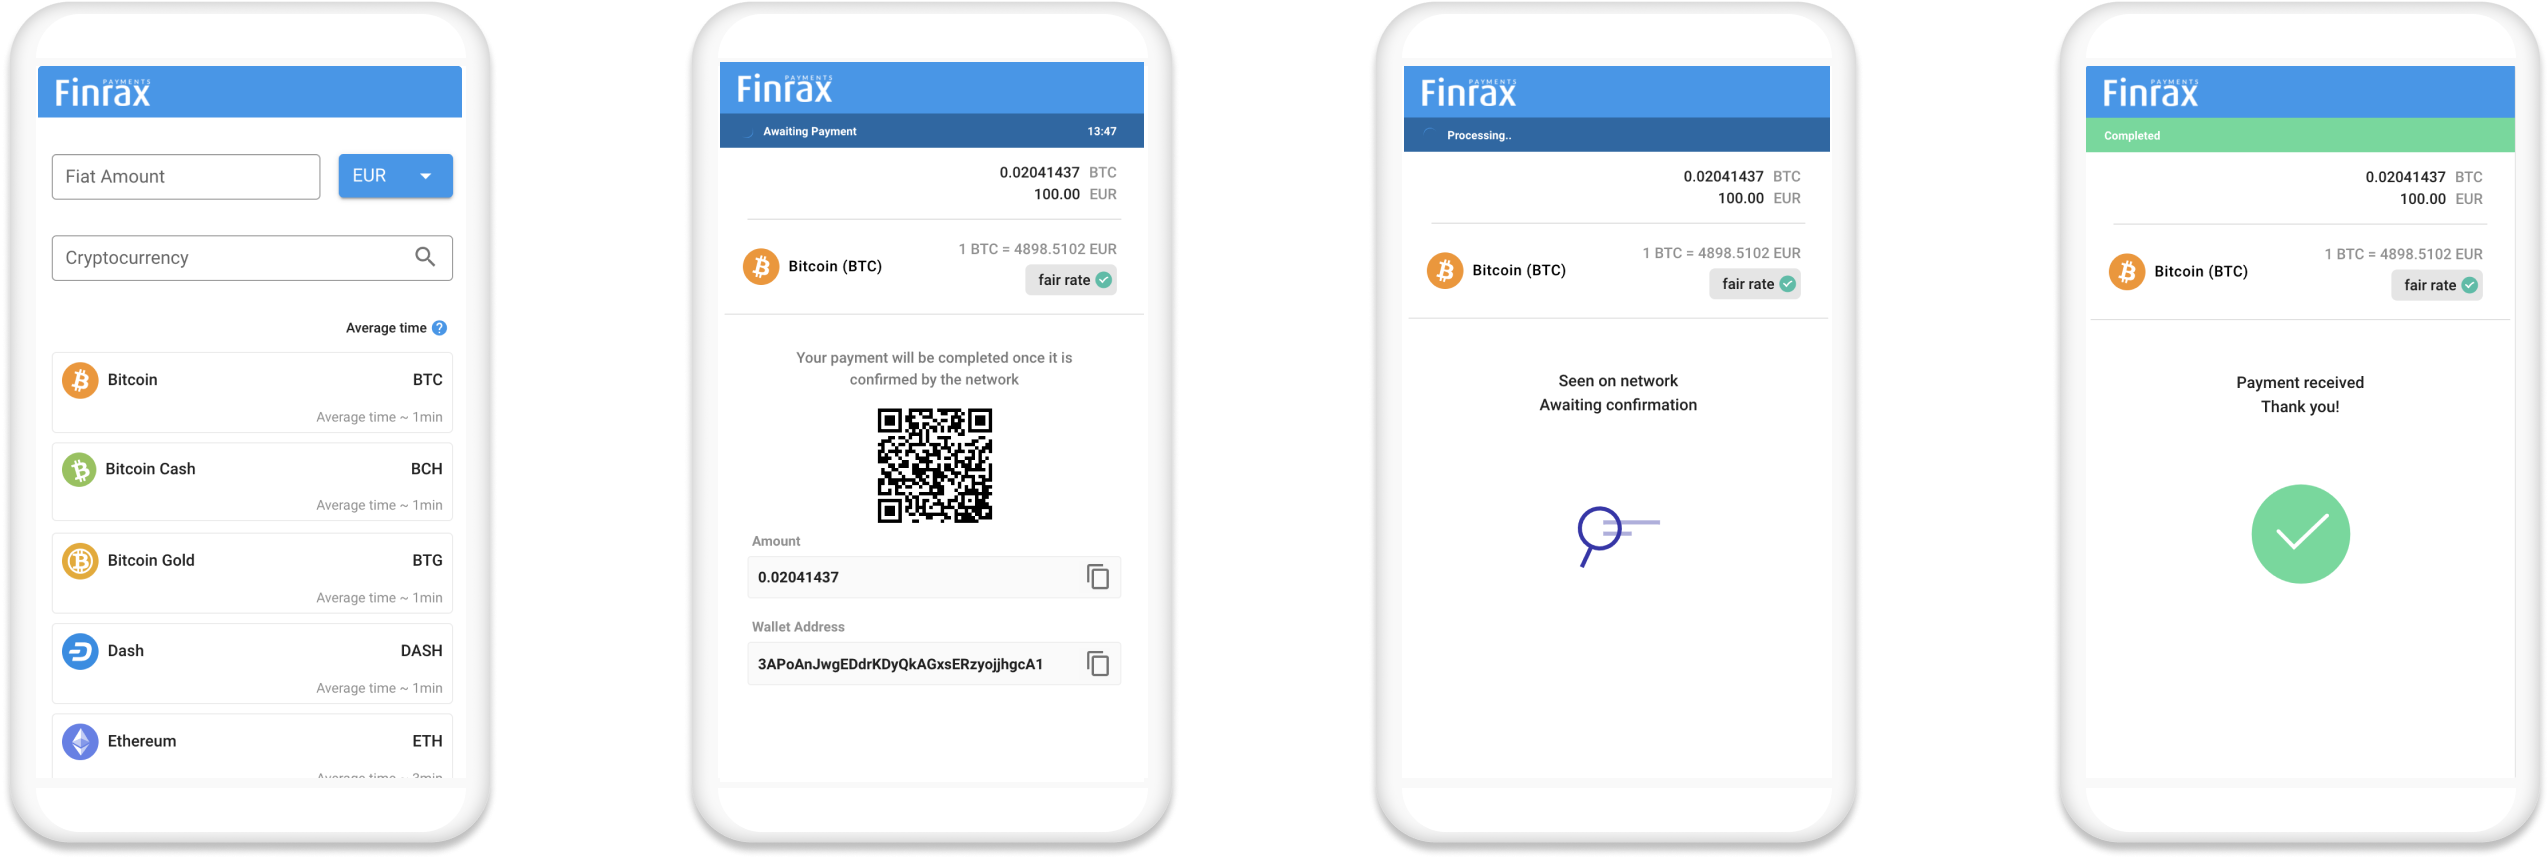 Finrax PAYMENTS
Fiat Amount
EUR
Cryptocurrency
Average time ?
Bitcoin BTC
Average time ~ 1min
Bitcoin Cash BCH
Average time ~ 1min
Bitcoin Gold BTG
Average time ~ 1min
Dash DASH
Average time ~ 1min
Ethereum ETH
Average time ~ 3min
Finrax PAYMENTS
Awaiting Payment 13:47
0.02041437 BTC
100.00 EUR
1 BTC = 4898.5102 EUR
Bitcoin (BTC)
fair rate
Your payment will be completed once it is
confirmed by the network
Amount
0.02041437
Wallet Address
3APoAnJwgEDdrKDyQkAGxsERzyojjhgcA1
Finrax PAYMENTS
Processing..
0.02041437 BTC
100.00 EUR
1 BTC = 4898.5102 EUR
Bitcoin (BTC)
fair rate
Seen on network
Awaiting confirmation
Finrax PAYMENTS
Completed
0.02041437 BTC
100.00 EUR
1 BTC = 4898.5102 EUR
Bitcoin (BTC)
fair rate
Payment received
Thank you!